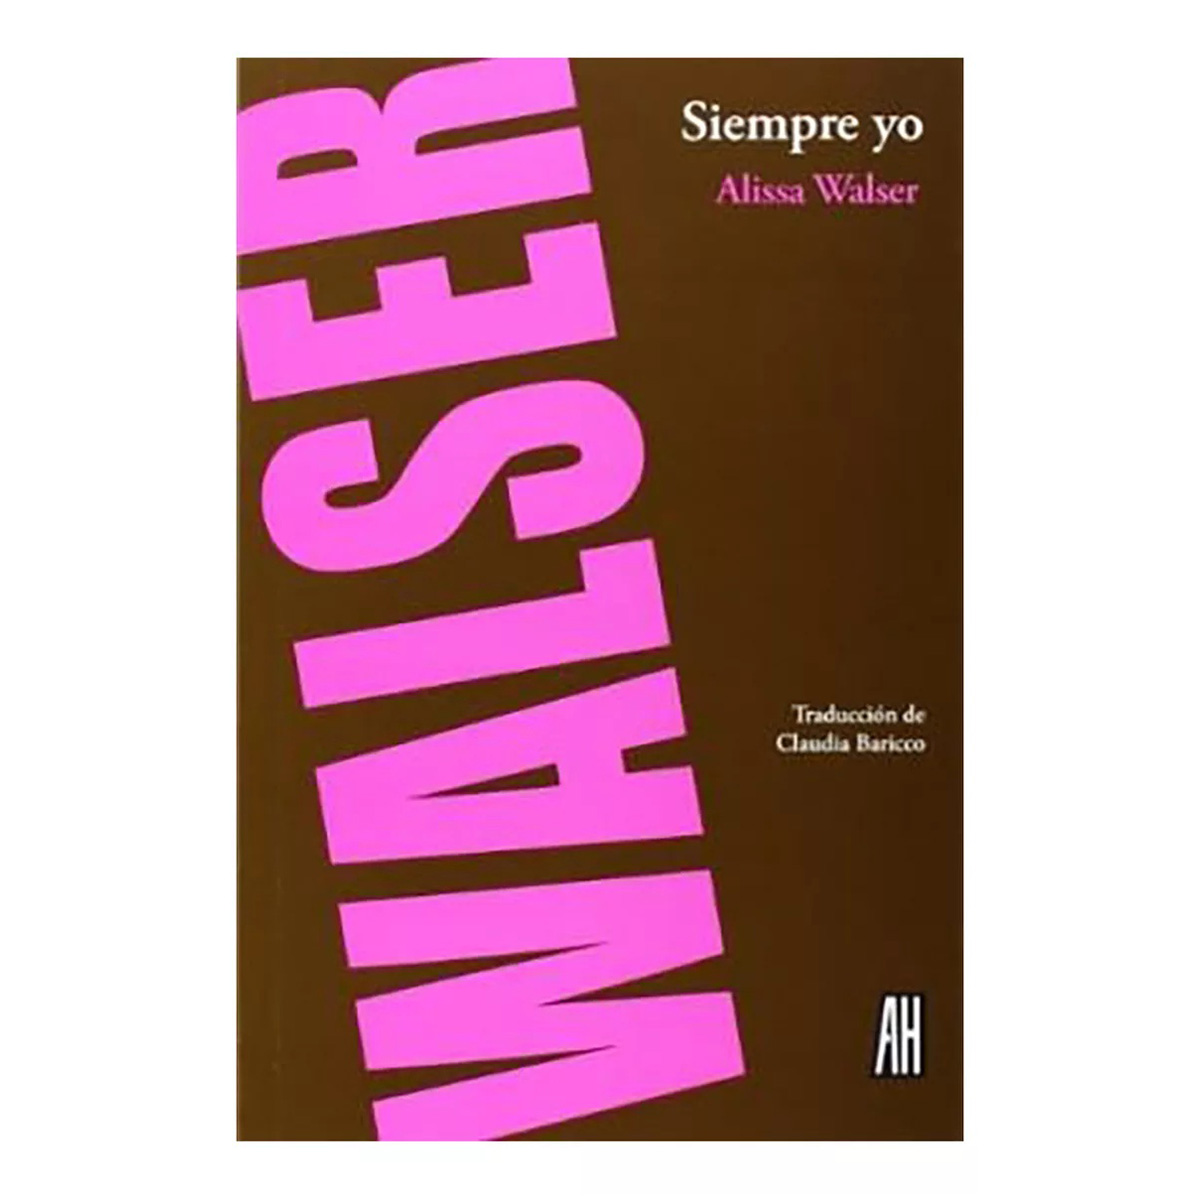 Siempre yo
Alissa Walser
WALSER
Traducción de
Claudia Baricco
AH